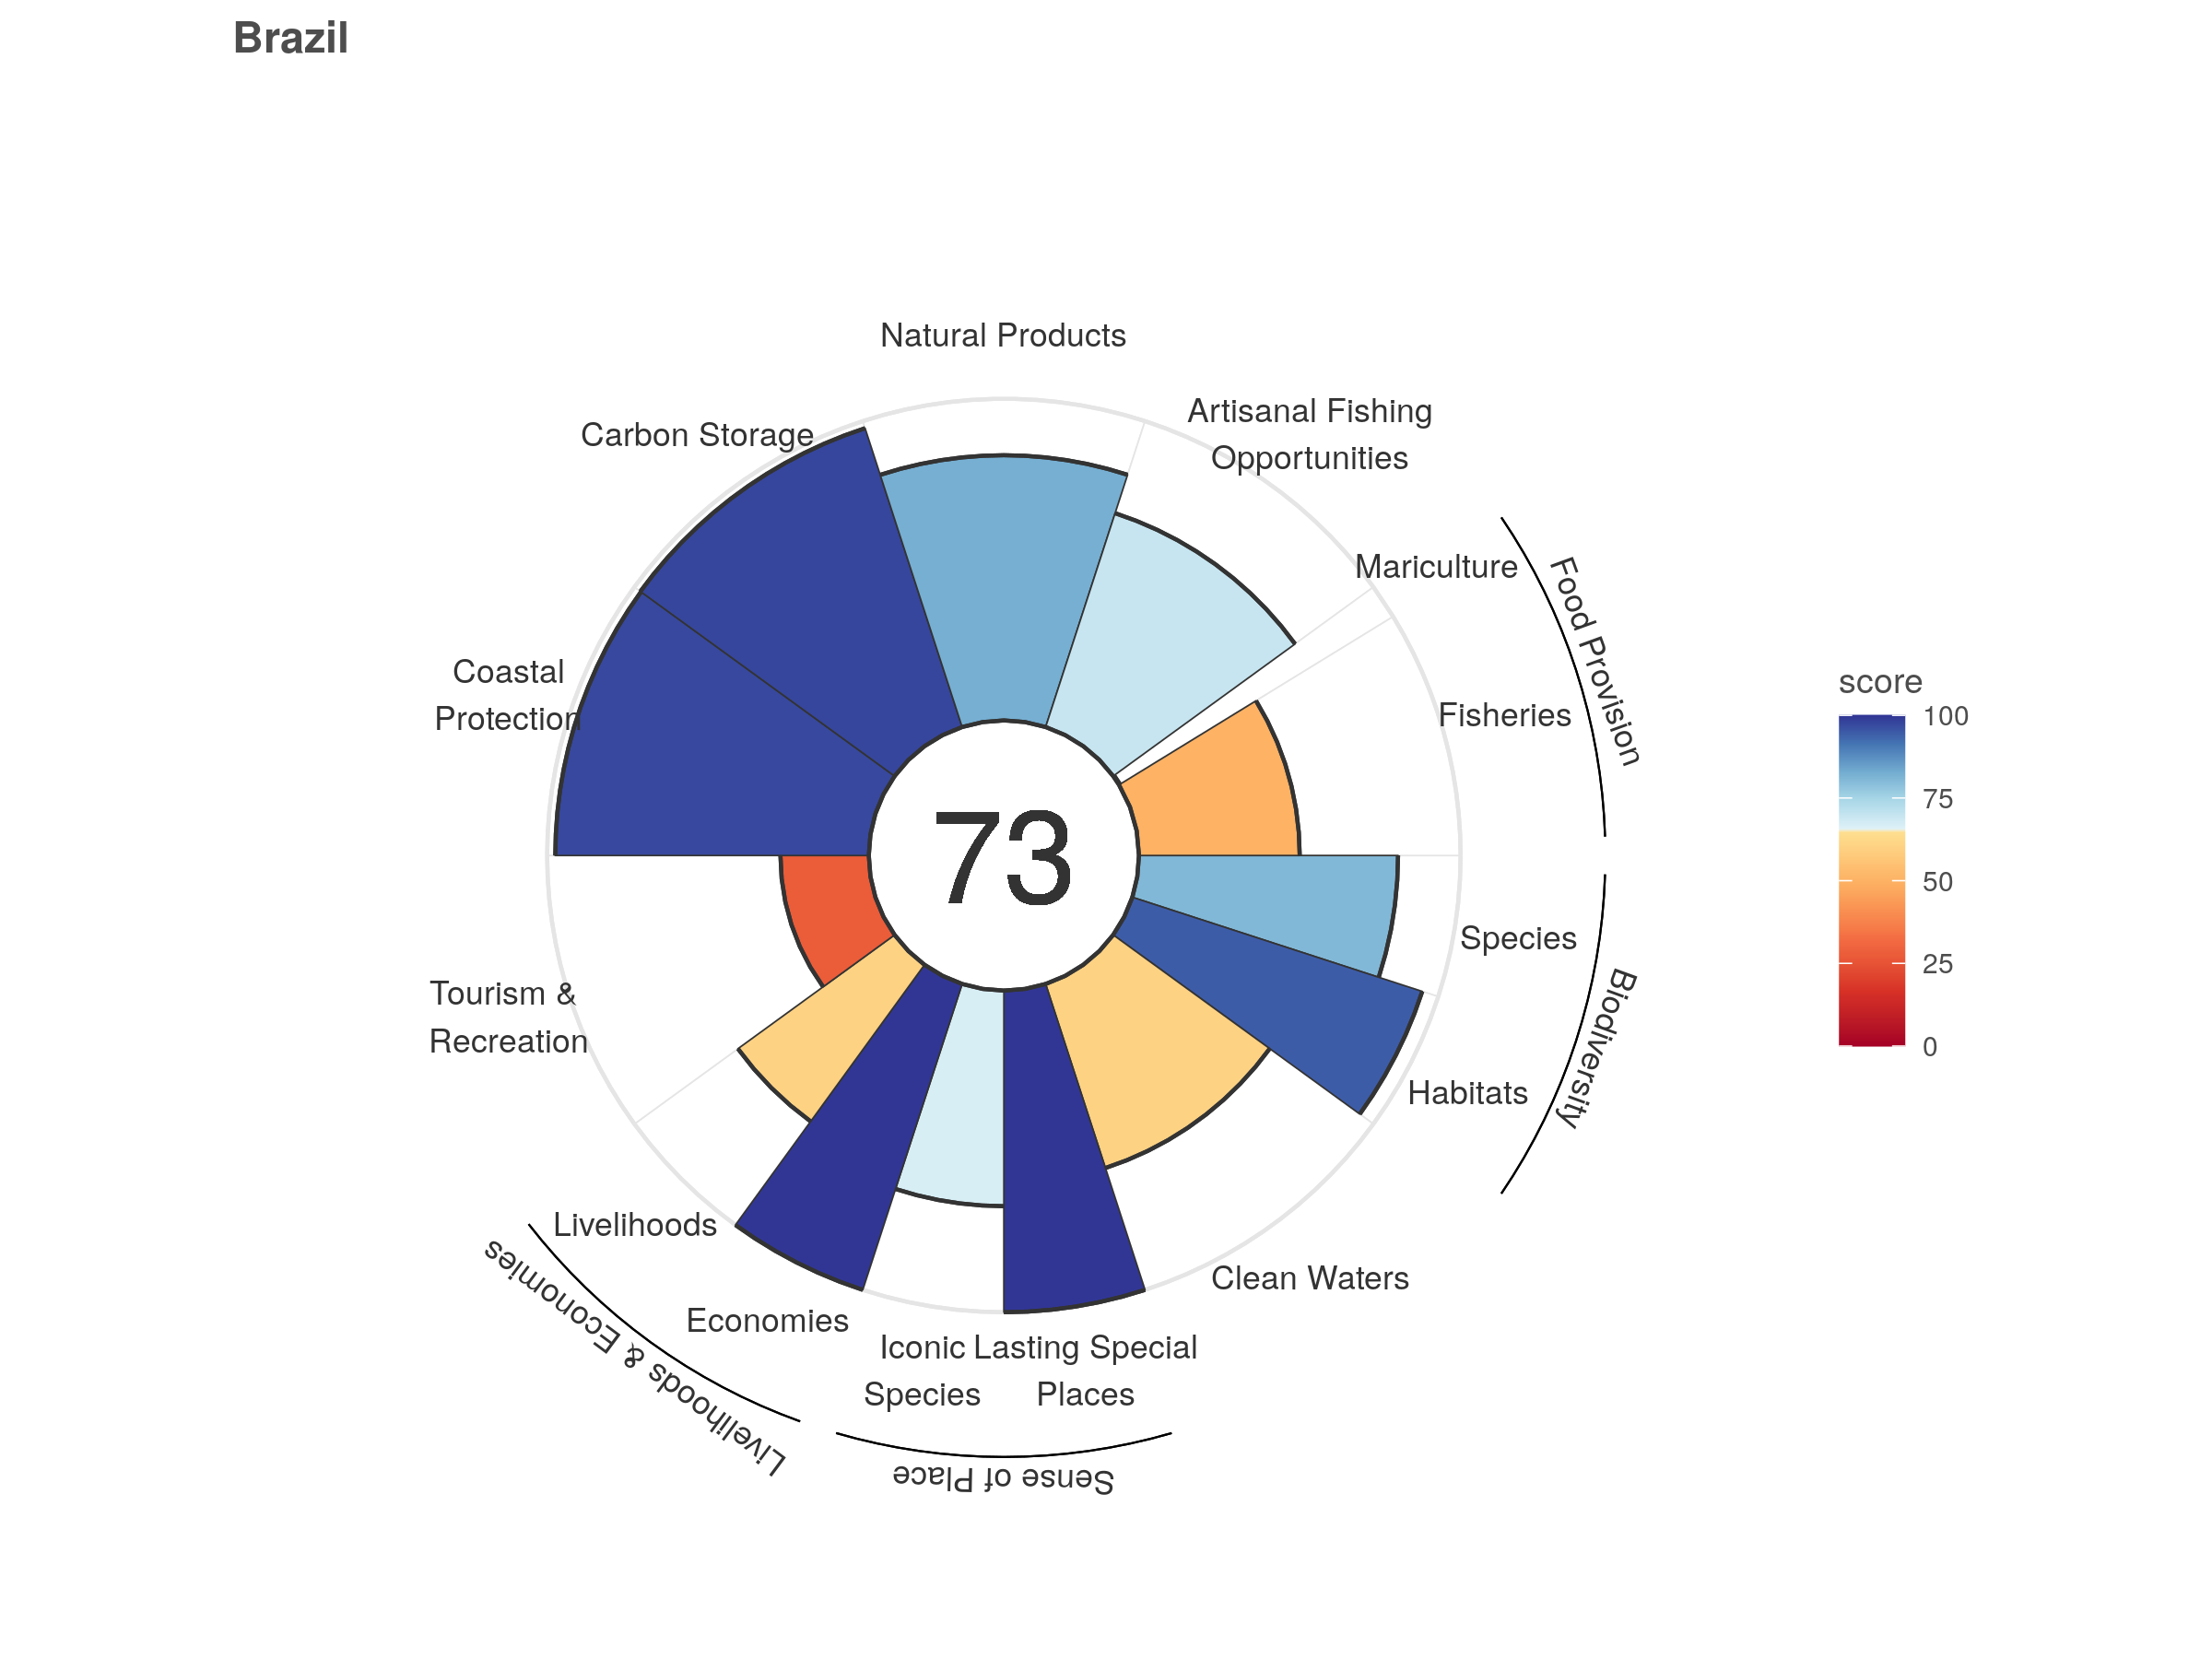 Brazil
Natural Products
Artisanal Fishing
Opportunities
Carbon Storage
Mariculture
Food Provision
Coastal
Protection
Fisheries
score
100
75
50
25
0
73
Species
Biodiversity
Tourism &
Recreation
Habitats
Livelihoods
Clean Waters
Livelihoods & Economies
Economies
Iconic
Species
Lasting Special
Places
Sense of Place